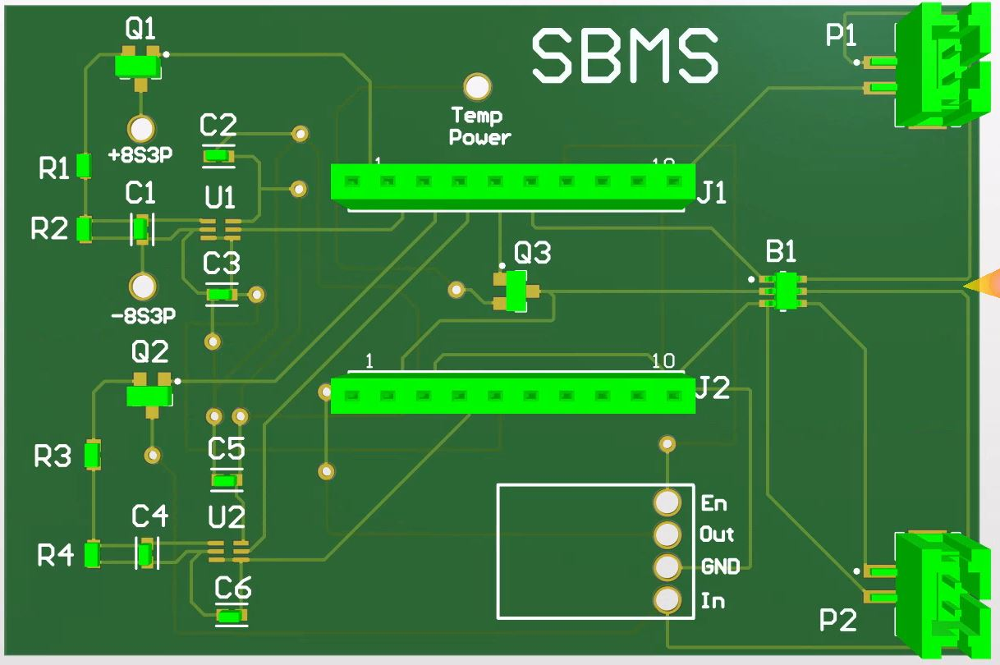 SBMS
Q1
P1
Temp
Power
C2
+8S3P
R1
1
10
C1
U1
J1
R2
C3
Q3
B1
-8S3P
Q2
1
10
J2
R3
C5
En
C4
U2
Out
R4
GND
C6
In
P2